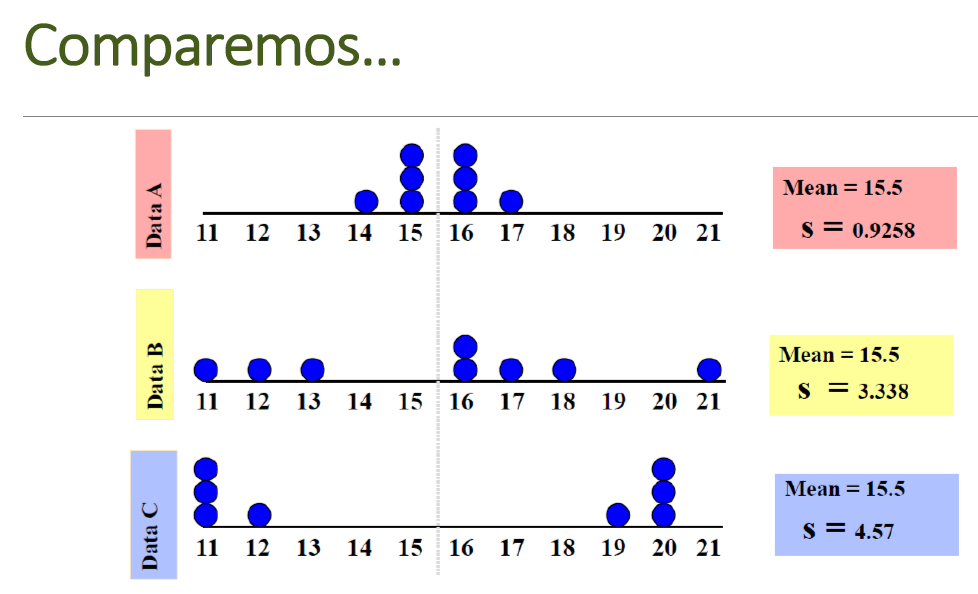 Comparemos...
Data A
11 12 13 14 15 16 17 18 19 20 21
Mean = 15.5
s = 0.9258
Data B
11 12 13 14 15 16 17 18 19 20 21
Mean = 15.5
s = 3.338
Data C
11 12 13 14 15 16 17 18 19 20 21
Mean = 15.5
s = 4.57